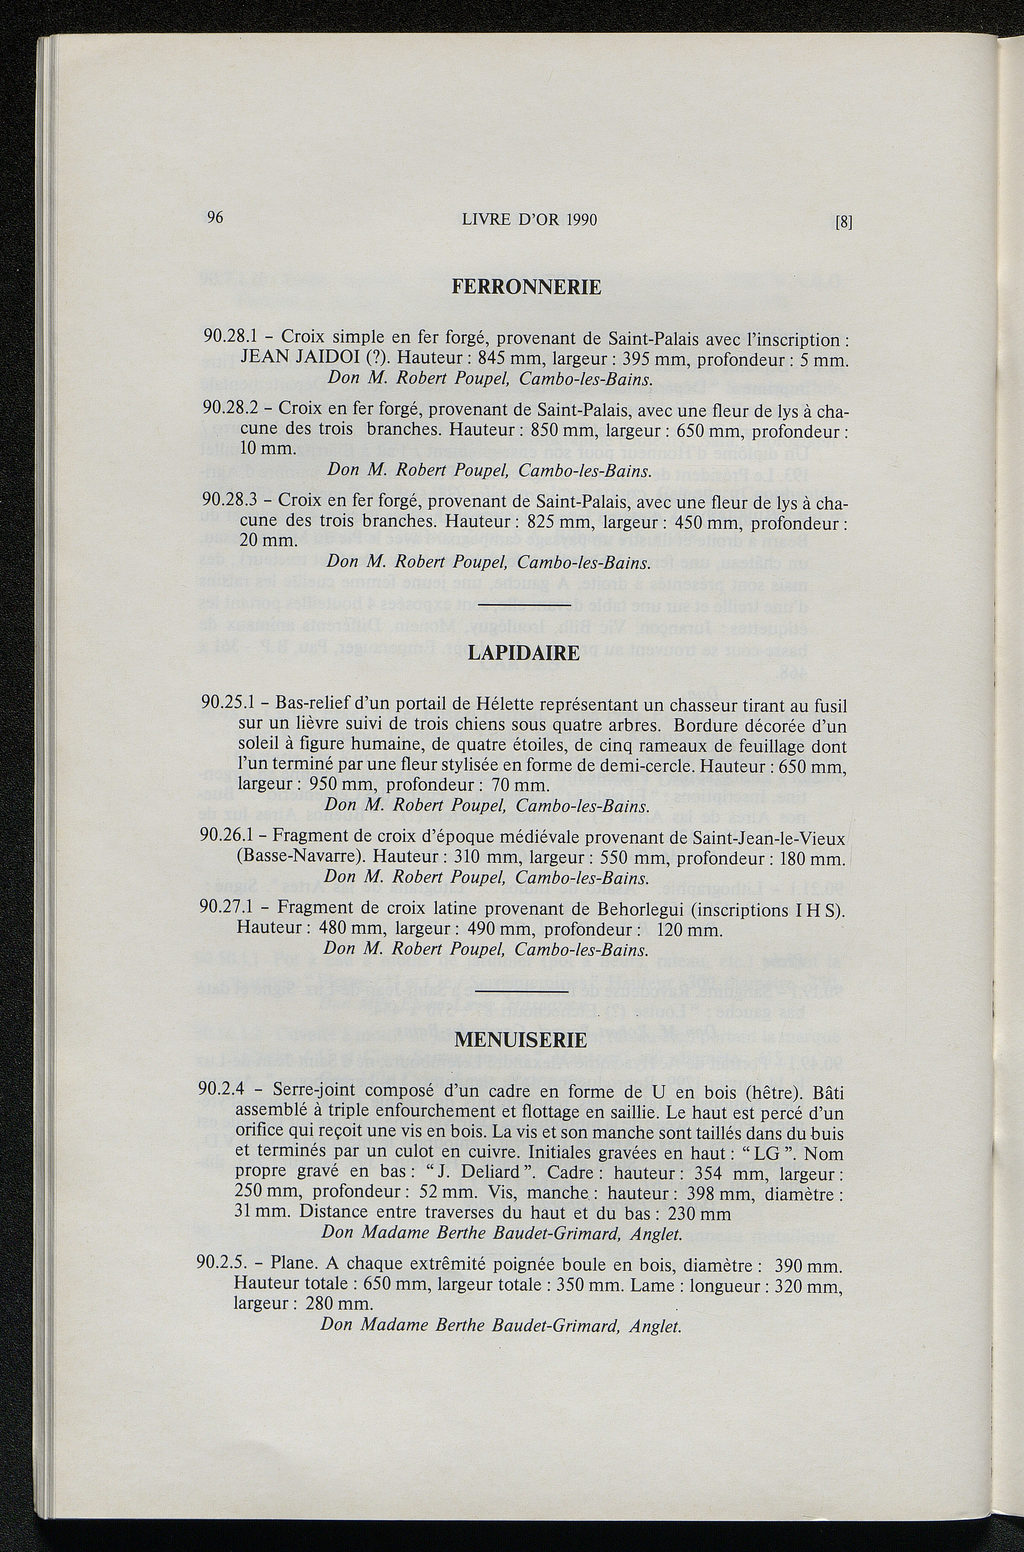 96 LIVRE D'OR 1990 [8]
FERRONNERIE
90.28.1 – Croix simple en fer forgé, provenant de Saint-Palais avec l'inscription :
JEAN JAIDOI (?). Hauteur : 845 mm, largeur : 395 mm, profondeur : 5 mm.
Don M. Robert Poupel, Cambo-les-Bains.
90.28.2 – Croix en fer forgé, provenant de Saint-Palais, avec une fleur de lys à cha-
cune des trois branches. Hauteur : 850 mm, largeur : 650 mm, profondeur :
10 mm.
Don M. Robert Poupel, Cambo-les-Bains.
90.28.3 – Croix en fer forgé, provenant de Saint-Palais, avec une fleur de lys à cha-
cune des trois branches. Hauteur : 825 mm, largeur : 450 mm, profondeur :
20 mm.
Don M. Robert Poupel, Cambo-les-Bains.
LAPIDAIRE
90.25.1 – Bas-relief d'un portail de Hélette représentant un chasseur tirant au fusil
sur un lièvre suivi de trois chiens sous quatre arbres. Bordure décorée d'un
soleil à figure humaine, de quatre étoiles, de cinq rameaux de feuillage dont
l'un terminé par une fleur stylisée en forme de demi-cercle. Hauteur : 650 mm,
largeur : 950 mm, profondeur : 70 mm.
Don M. Robert Poupel, Cambo-les-Bains.
90.26.1 – Fragment de croix d'époque médiévale provenant de Saint-Jean-le-Vieux
(Basse-Navarre). Hauteur : 310 mm, largeur : 550 mm, profondeur : 180 mm.
Don M. Robert Poupel, Cambo-les-Bains.
90.27.1 – Fragment de croix latine provenant de Behorlegui (inscriptions I H S).
Hauteur : 480 mm, largeur : 490 mm, profondeur : 120 mm.
Don M. Robert Poupel, Cambo-les-Bains.
MENUISERIE
90.2.4 – Serre-joint composé d'un cadre en forme de U en bois (hêtre). Bâti
assemblé à triple enfourchement et flottage en saillie. Le haut est percé d'un
orifice qui reçoit une vis en bois. La vis et son manche sont taillés dans du buis
et terminés par un culot en cuivre. Initiales gravées en haut : " LG ". Nom
propre gravé en bas : " J. Deliard ". Cadre : hauteur : 354 mm, largeur :
250 mm, profondeur : 52 mm. Vis, manche : hauteur : 398 mm, diamètre :
31 mm. Distance entre traverses du haut et du bas : 230 mm
Don Madame Berthe Baudet-Grimard, Anglet.
90.2.5. – Plane. A chaque extrêmité poignée boule en bois, diamètre : 390 mm.
Hauteur totale : 650 mm, largeur totale : 350 mm. Lame : longueur : 320 mm,
largeur : 280 mm.
Don Madame Berthe Baudet-Grimard, Anglet.